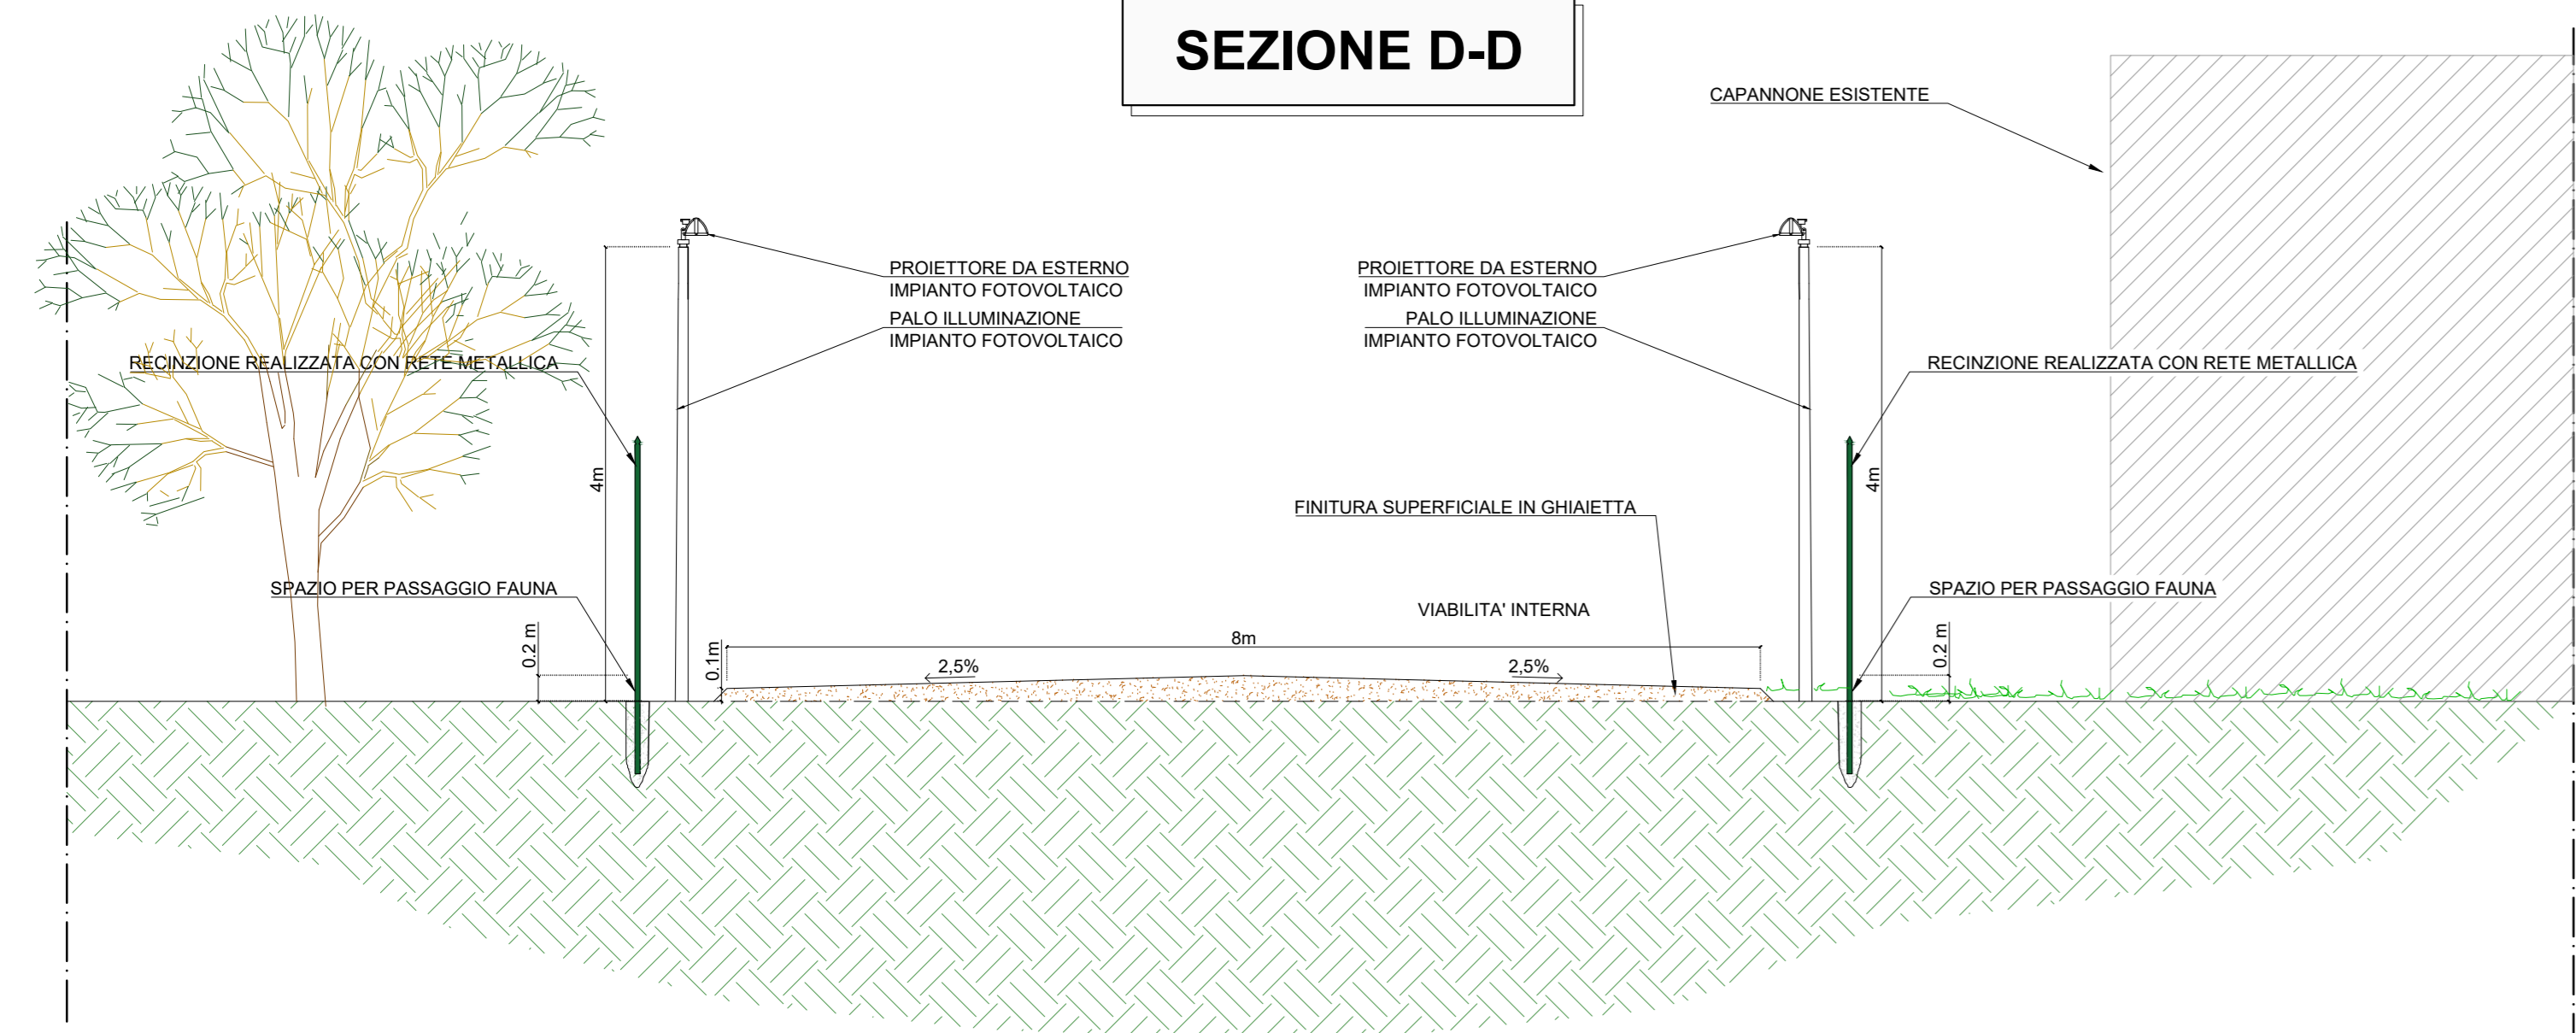 SEZIONE D-D
CAPANNONE ESISTENTE
PROIETTORE DA ESTERNO
IMPIANTO FOTOVOLTAICO
PALO ILLUMINAZIONE
IMPIANTO FOTOVOLTAICO
PROIETTORE DA ESTERNO
IMPIANTO FOTOVOLTAICO
PALO ILLUMINAZIONE
IMPIANTO FOTOVOLTAICO
RECINZIONE REALIZZATA CON RETE METALLICA
RECINZIONE REALIZZATA CON RETE METALLICA
4m
4m
FINITURA SUPERFICIALE IN GHIAIETTA
SPAZIO PER PASSAGGIO FAUNA
SPAZIO PER PASSAGGIO FAUNA
VIABILITA' INTERNA
0.2 m
0.1m
8m
0.2 m
2,5%
2,5%